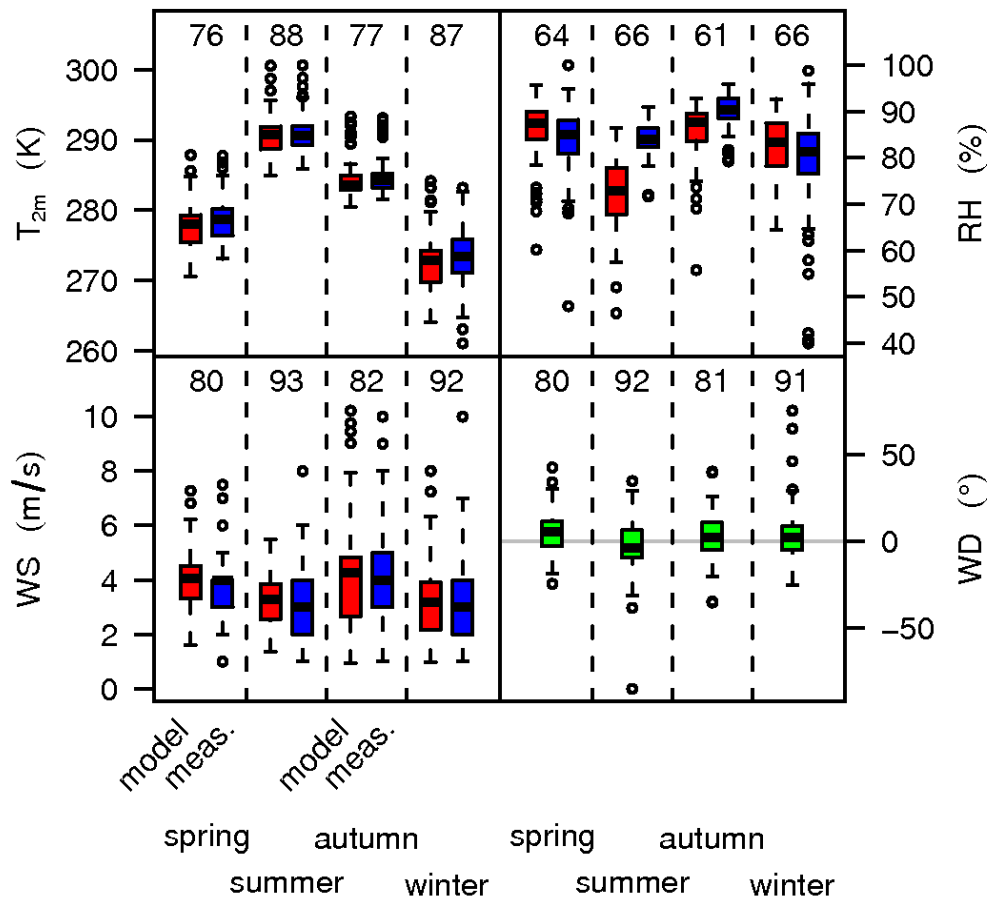 76 88 77 87 64 66 61 66
300
290
280
270
260
T2m (K)
100
90
80
70
60
50
40
RH (%)
80 93 82 92 80 92 81 91
10
8
6
4
2
0
WS (m/s)
50
0
−50
WD (°)
model meas. model meas.
spring autumn spring autumn
summer winter summer winter